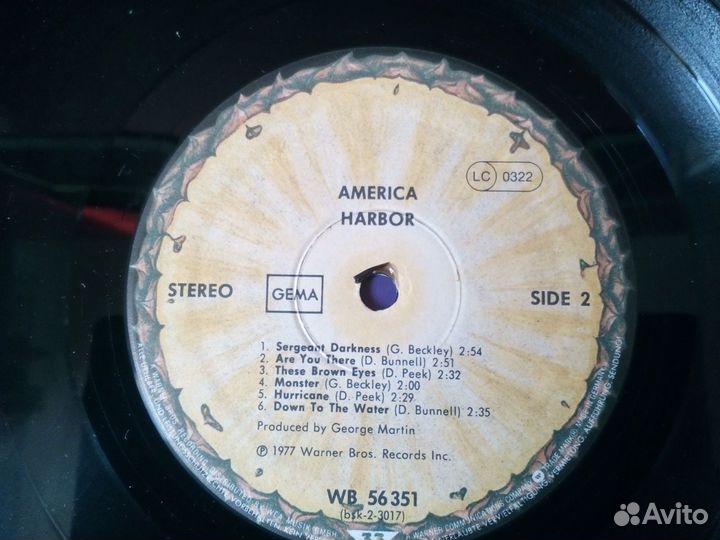 AMERICA
HARBOR
LC 0322
STEREO
GEMA
SIDE 2
1. Sergeant Darkness (G. Beckley) 2:54
2. Are You There (D. Bunnell) 2:51
3. These Brown Eyes (D. Peek) 2:32
4. Monster (G. Beckley) 2:00
5. Hurricane (D. Peek) 2:29
6. Down To The Water (D. Bunnell) 2:35
Produced by George Martin
℗ 1977 Warner Bros. Records Inc.
WB 56 351
(bsk-2-3017)
33
Avito